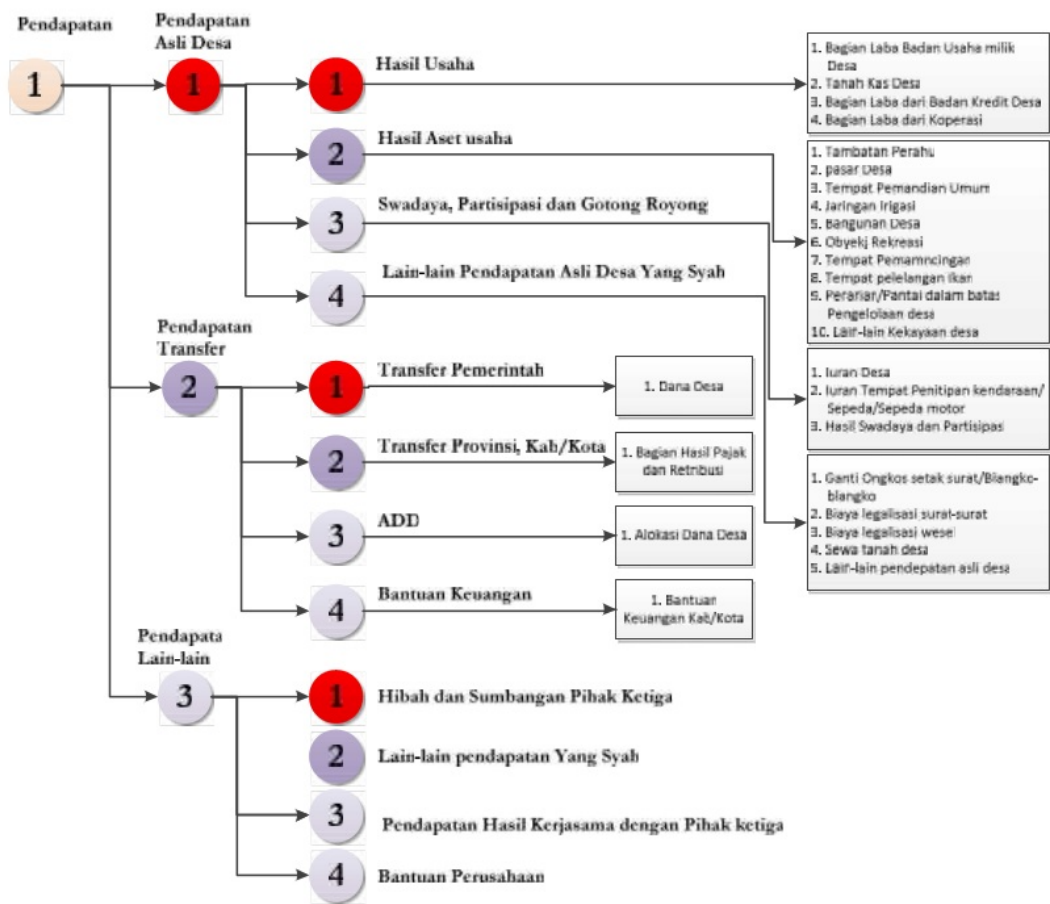 Pendapatan
1
Pendapatan
Asli Desa
1
1
Hasil Usaha
1. Bagian Laba Badan Usaha milik
Desa
2. Tanah Kas Desa
3. Bagian Laba dari Badan Kredit Desa
4. Bagian Laba dari Koperasi
2
Hasil Aset usaha
1. Tambatan Perahu
2. pasar Desa
3. Tempat Pemandian Umum
4. Jaringan Irigasi
5. Bangunan Desa
6. Obyekj Rekreasi
7. Tempat Pemamncingan
8. Tempat pelelangan Ikan
9. Perariar/Pantai dalam batas
Pengelolaan desa
10. Lair-lain Kekayaan desa
3
Swadaya, Partisipasi dan Gotong Royong
1. Iuran Desa
2. Iuran Tempat Penitipan kendaraan/
Sepeda/Sepeda motor
3. Hasil Swadaya dan Partisipas
4
Lain-lain Pendapatan Asli Desa Yang Syah
1. Ganti Ongkos setak surat/Blangko-
blangko
2. Biaya legalisasi surat-surat
3. Biaya legalisasi wesel
4. Sewa tanah desa
5. Lair-lain pendepatan asli desa
Pendapatan
Transfer
2
1
Transfer Pemerintah
1. Dana Desa
2
Transfer Provinsi, Kab/Kota
1. Bagian Hasil Pajak
dan Retribusi
3
ADD
1. Alokasi Dana Desa
4
Bantuan Keuangan
1. Bantuan
Keuangan Kab/Kota
Pendapata
Lain-lain
3
1
Hibah dan Sumbangan Pihak Ketiga
2
Lain-lain pendapatan Yang Syah
3
Pendapatan Hasil Kerjasama dengan Pihak ketiga
4
Bantuan Perusahaan